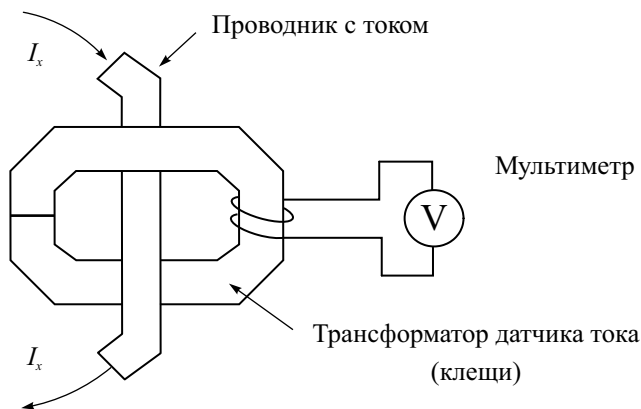 Проводник с током
I_x
Мультиметр
V
Трансформатор датчика тока
(клещи)
I_x